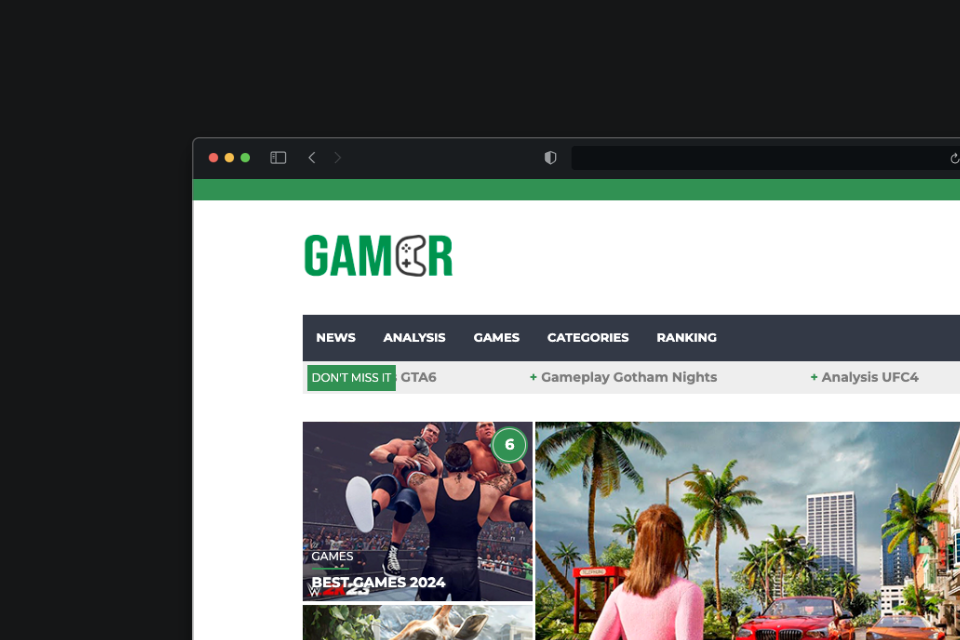 GAMER
NEWS ANALYSIS GAMES CATEGORIES RANKING
DON'T MISS IT GTA6 + Gameplay Gotham Nights + Analysis UFC4
6
GAMES
BEST GAMES 2024
W 2K23